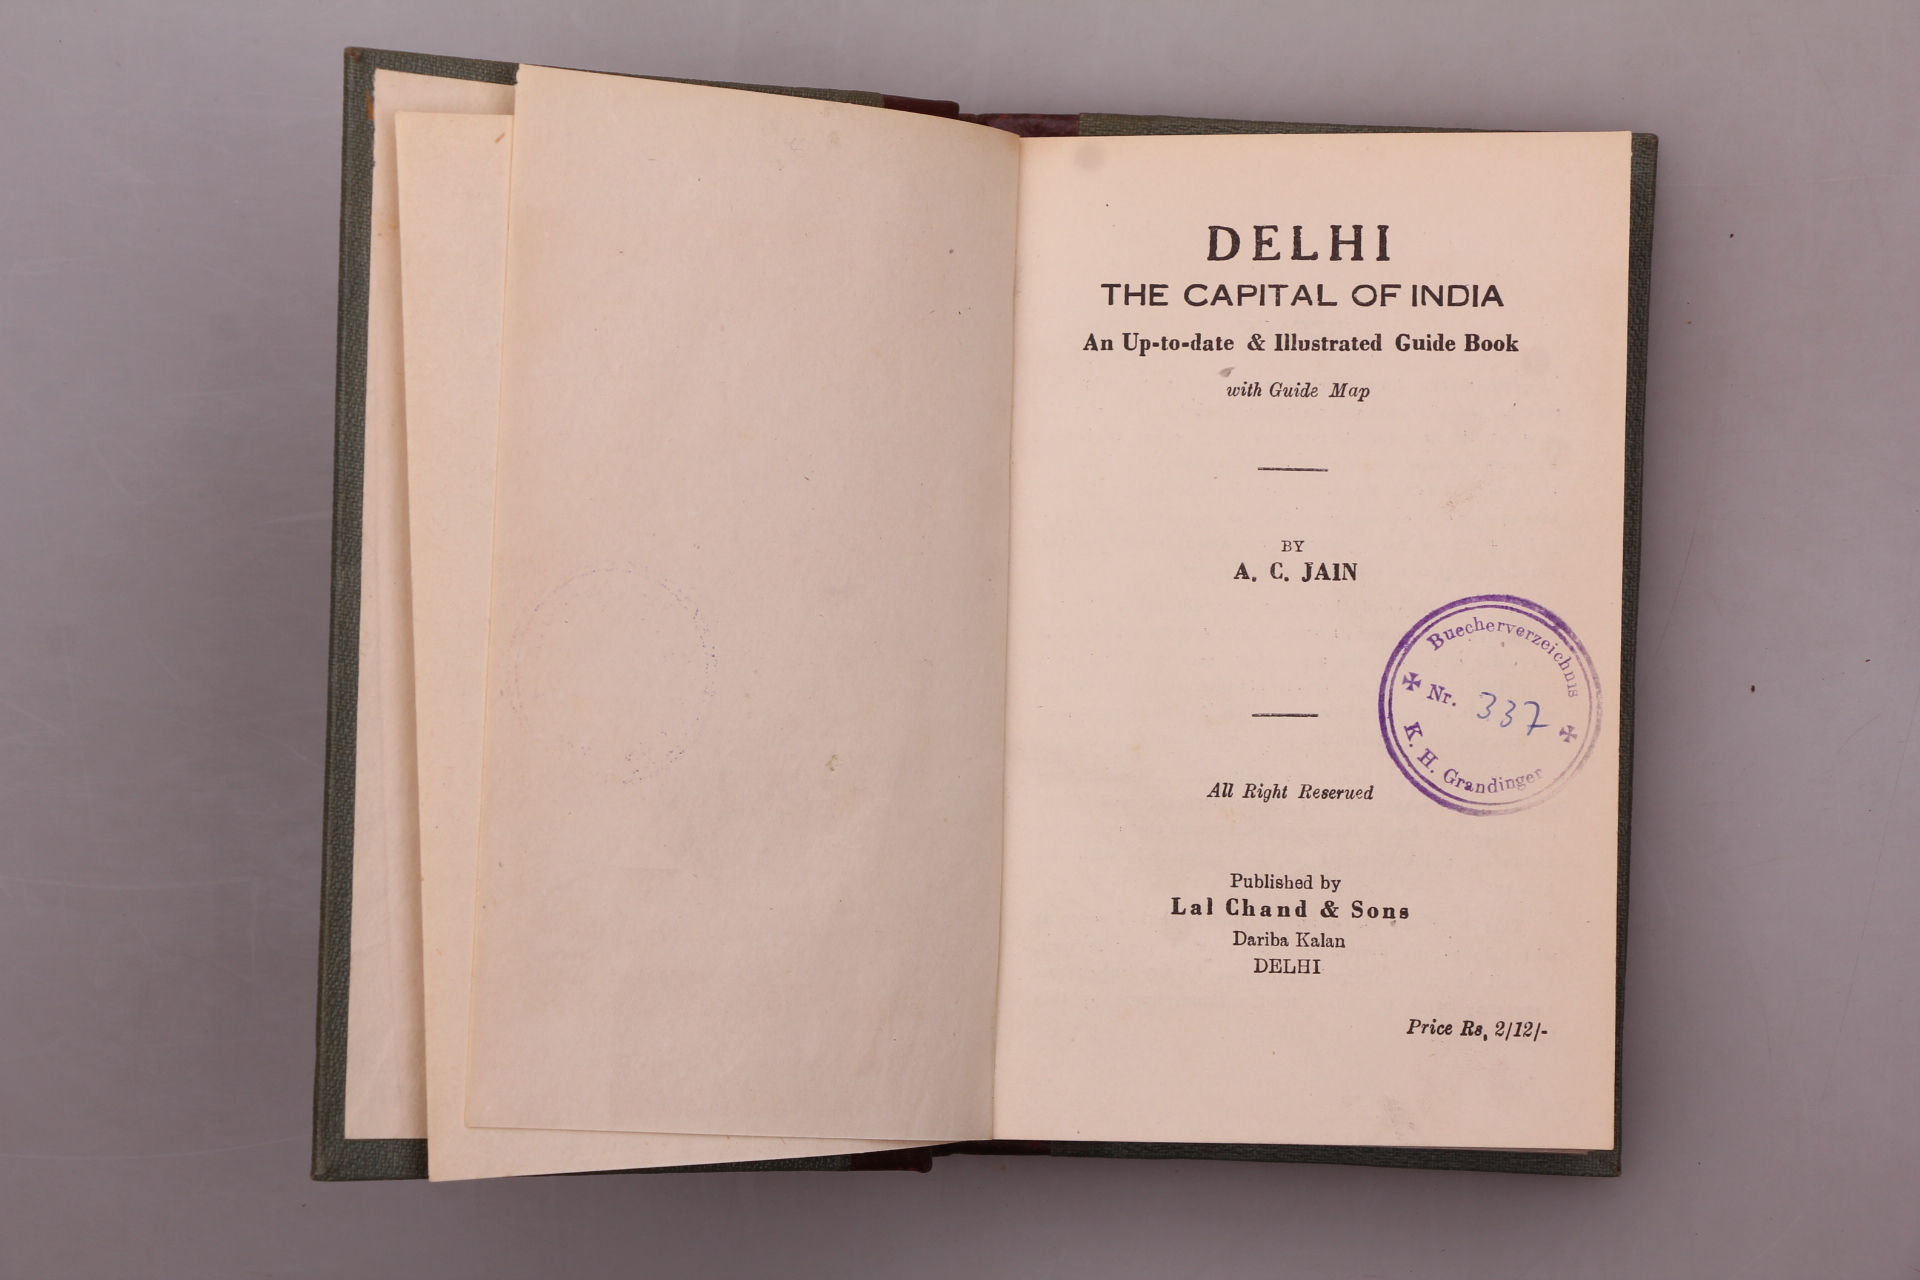 DELHI
THE CAPITAL OF INDIA
An Up-to-date & Illustrated Guide Book
with Guide Map
BY
A. C. JAIN
Buecherverzeichnis
Nr. 337
K. H. Grandinger
All Right Reserued
Published by
Lal Chand & Sons
Dariba Kalan
DELHI
Price Rs, 2/12/-